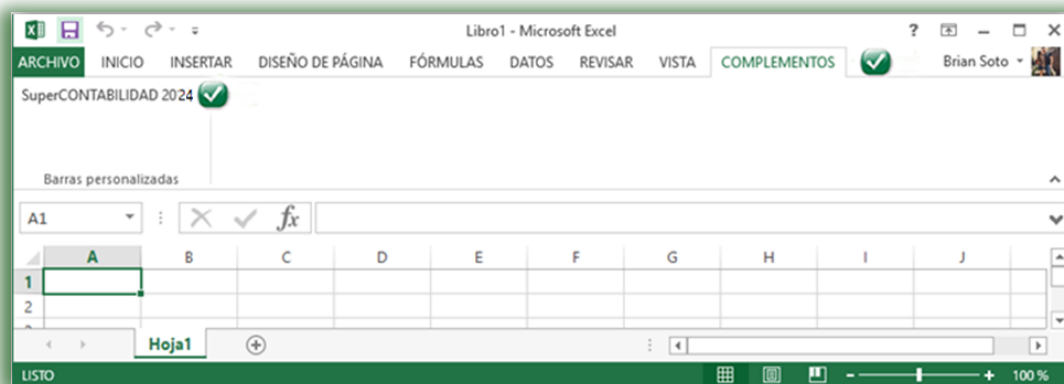 Libro1 - Microsoft Excel
ARCHIVO INICIO INSERTAR DISEÑO DE PÁGINA FÓRMULAS DATOS REVISAR VISTA COMPLEMENTOS Brian Soto
SuperCONTABILIDAD 2024
Barras personalizadas
A1 fx
A B C D E F G H I J
1
2
Hoja1
LISTO 100 %